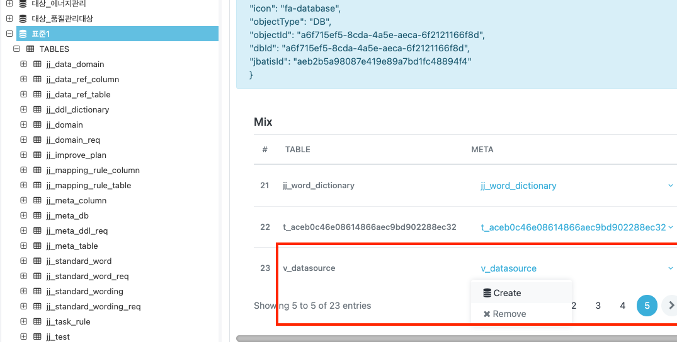 대상_에너지관리
대상_품질관리대상
표준1
TABLES
jj_data_domain
jj_data_ref_column
jj_data_ref_table
jj_ddl_dictionary
jj_domain
jj_domain_req
jj_improve_plan
jj_mapping_rule_column
jj_mapping_rule_table
jj_meta_column
jj_meta_db
jj_meta_ddl_req
jj_meta_table
jj_standard_word
jj_standard_word_req
jj_standard_wording
jj_standard_wording_req
jj_task_rule
jj_test
"icon": "fa-database",
"objectType": "DB",
"objectId": "a6f715ef5-8cda-4a5e-aeca-6f2121166f8d",
"dbId": "a6f715ef5-8cda-4a5e-aeca-6f2121166f8d",
"jbatisId": "aeb2b5a98087e419e89a7bd1fc48894f4"
}
Mix
# TABLE META
21 jj_word_dictionary jj_word_dictionary
22 t_aceb0c46e08614866aec9bd902288ec32 t_aceb0c46e08614866aec9bd902288ec32
23 v_datasource v_datasource
Create
Showing 5 to 5 of 23 entries 2 3 4 5
Remove